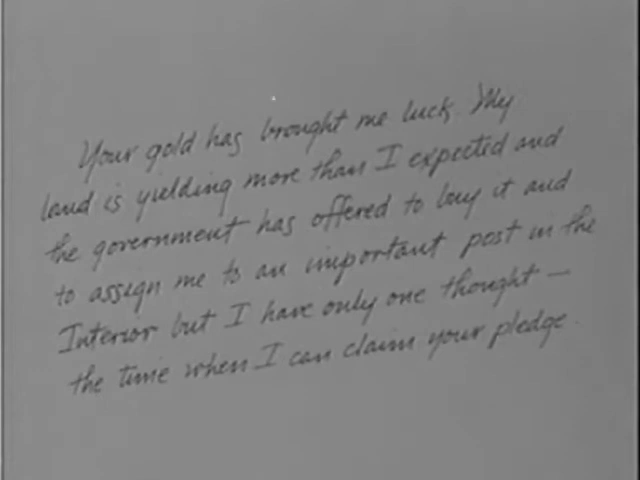 Your gold has brought me luck. My
land is yielding more than I expected and
the government has offered to buy it and
to assign me to an important post in the
Interior but I have only one thought —
the time when I can claim your pledge.